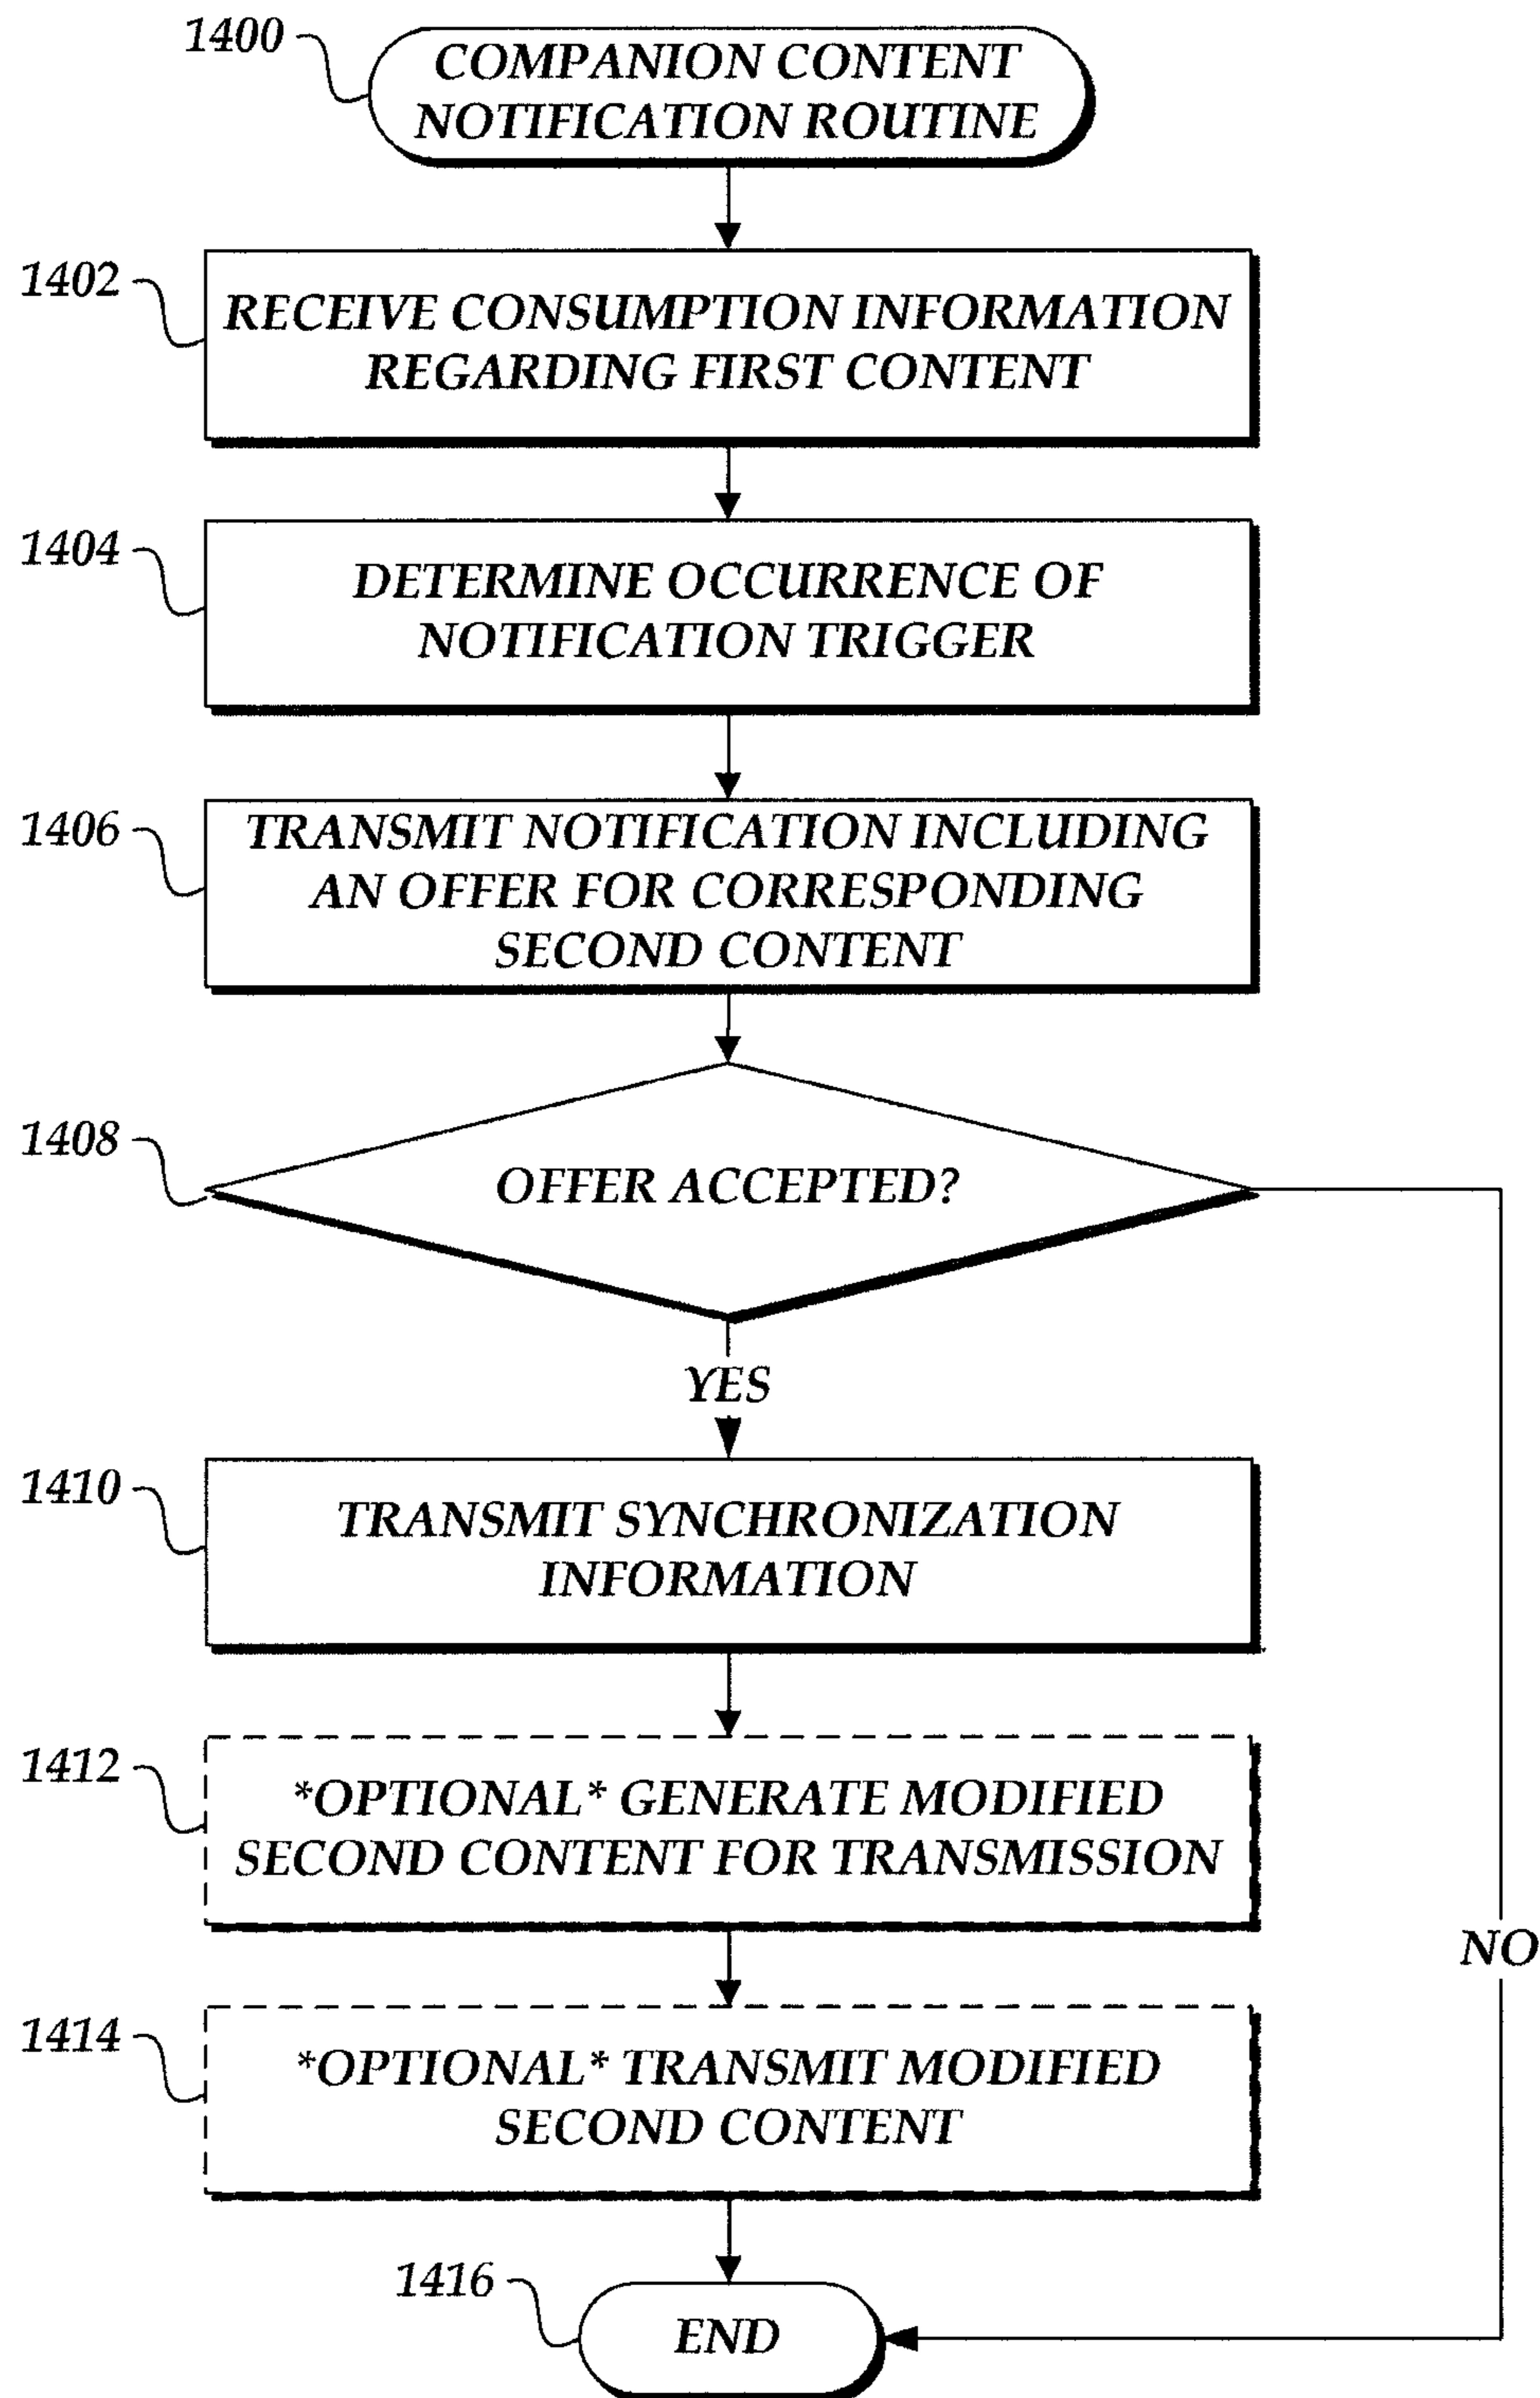 1400
COMPANION CONTENT
NOTIFICATION ROUTINE
1402
RECEIVE CONSUMPTION INFORMATION
REGARDING FIRST CONTENT
1404
DETERMINE OCCURRENCE OF
NOTIFICATION TRIGGER
1406
TRANSMIT NOTIFICATION INCLUDING
AN OFFER FOR CORRESPONDING
SECOND CONTENT
1408
OFFER ACCEPTED?
YES
1410
TRANSMIT SYNCHRONIZATION
INFORMATION
1412
*OPTIONAL* GENERATE MODIFIED
SECOND CONTENT FOR TRANSMISSION
NO
1414
*OPTIONAL* TRANSMIT MODIFIED
SECOND CONTENT
1416
END